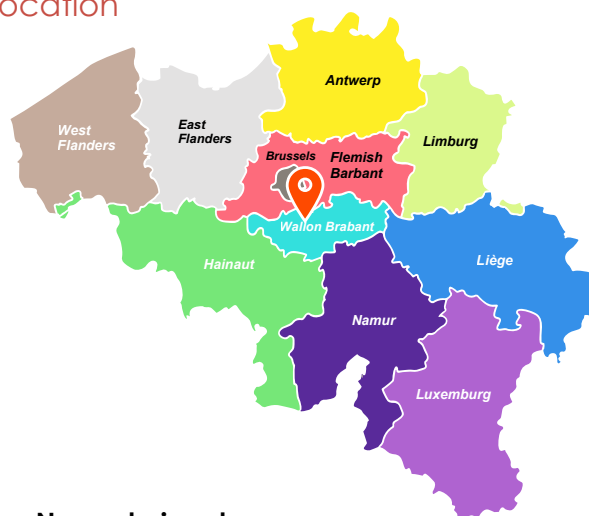 ocation
Antwerp
West
Flanders
East
Flanders
Limburg
Brussels
Flemish
Barbant
Wallon Brabant
Hainaut
Liège
Namur
Luxemburg